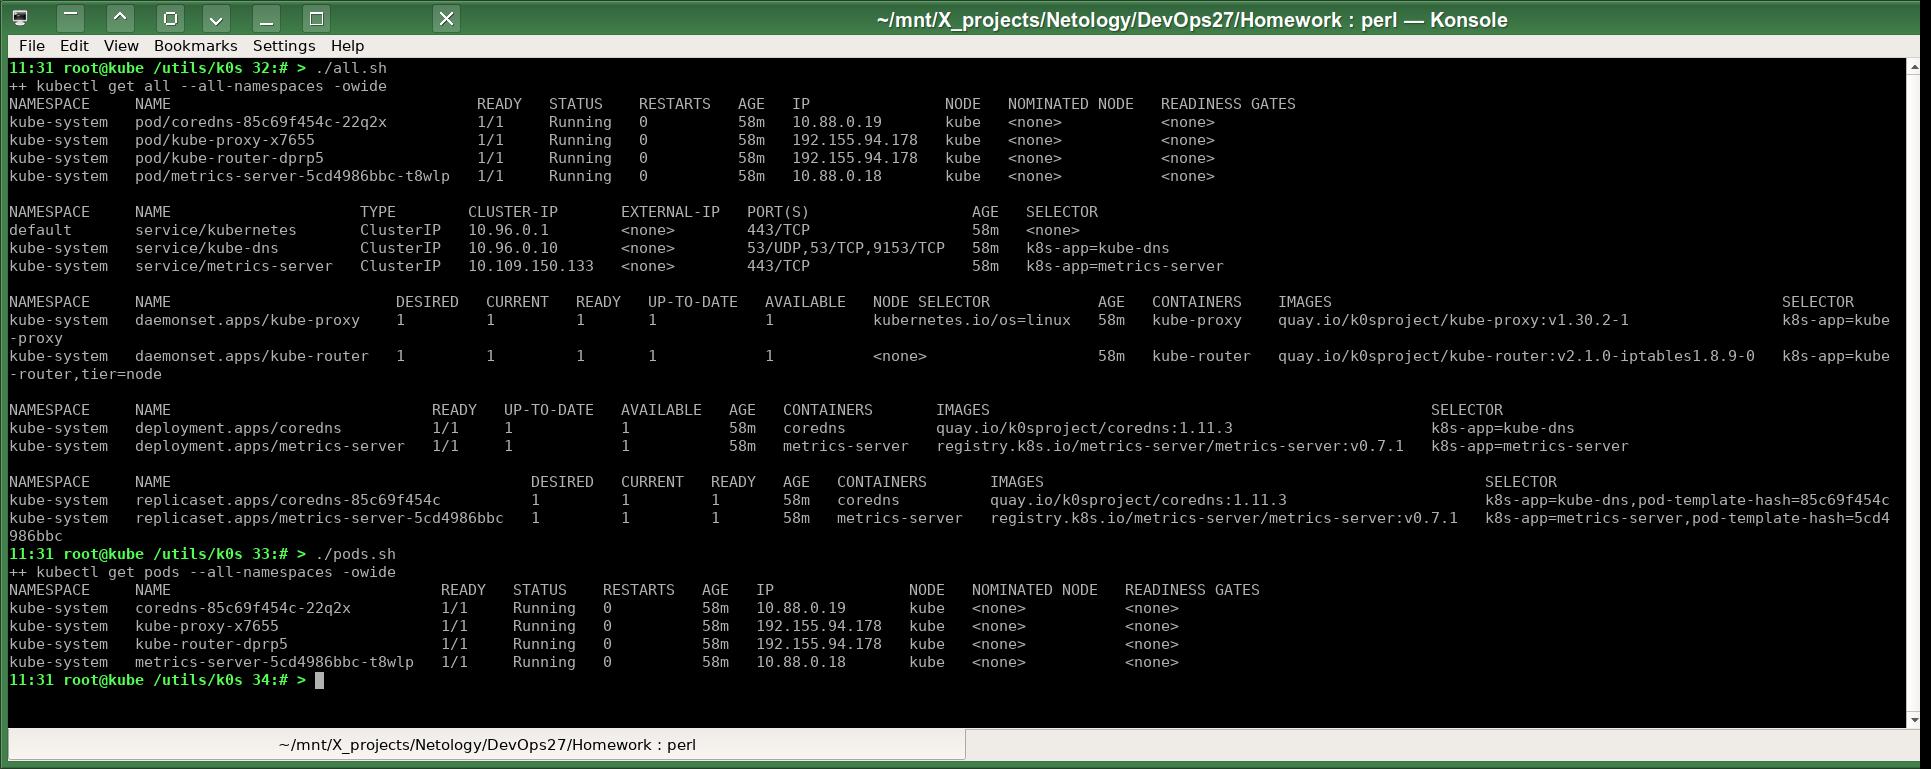 ~/mnt/X_projects/Netology/DevOps27/Homework : perl — Konsole
File Edit View Bookmarks Settings Help
11:31 root@kube /utils/k0s 32:# > ./all.sh
++ kubectl get all --all-namespaces -owide
NAMESPACE NAME READY STATUS RESTARTS AGE IP NODE NOMINATED NODE READINESS GATES
kube-system pod/coredns-85c69f454c-22q2x 1/1 Running 0 58m 10.88.0.19 kube <none> <none>
kube-system pod/kube-proxy-x7655 1/1 Running 0 58m 192.155.94.178 kube <none> <none>
kube-system pod/kube-router-dprp5 1/1 Running 0 58m 192.155.94.178 kube <none> <none>
kube-system pod/metrics-server-5cd4986bbc-t8wlp 1/1 Running 0 58m 10.88.0.18 kube <none> <none>
NAMESPACE NAME TYPE CLUSTER-IP EXTERNAL-IP PORT(S) AGE SELECTOR
default service/kubernetes ClusterIP 10.96.0.1 <none> 443/TCP 58m <none>
kube-system service/kube-dns ClusterIP 10.96.0.10 <none> 53/UDP,53/TCP,9153/TCP 58m k8s-app=kube-dns
kube-system service/metrics-server ClusterIP 10.109.150.133 <none> 443/TCP 58m k8s-app=metrics-server
NAMESPACE NAME DESIRED CURRENT READY UP-TO-DATE AVAILABLE NODE SELECTOR AGE CONTAINERS IMAGES SELECTOR
kube-system daemonset.apps/kube-proxy 1 1 1 1 1 kubernetes.io/os=linux 58m kube-proxy quay.io/k0sproject/kube-proxy:v1.30.2-1 k8s-app=kube
-proxy
kube-system daemonset.apps/kube-router 1 1 1 1 1 <none> 58m kube-router quay.io/k0sproject/kube-router:v2.1.0-iptables1.8.9-0 k8s-app=kube
-router,tier=node
NAMESPACE NAME READY UP-TO-DATE AVAILABLE AGE CONTAINERS IMAGES SELECTOR
kube-system deployment.apps/coredns 1/1 1 1 58m coredns quay.io/k0sproject/coredns:1.11.3 k8s-app=kube-dns
kube-system deployment.apps/metrics-server 1/1 1 1 58m metrics-server registry.k8s.io/metrics-server/metrics-server:v0.7.1 k8s-app=metrics-server
NAMESPACE NAME DESIRED CURRENT READY AGE CONTAINERS IMAGES SELECTOR
kube-system replicaset.apps/coredns-85c69f454c 1 1 1 58m coredns quay.io/k0sproject/coredns:1.11.3 k8s-app=kube-dns,pod-template-hash=85c69f454c
kube-system replicaset.apps/metrics-server-5cd4986bbc 1 1 1 58m metrics-server registry.k8s.io/metrics-server/metrics-server:v0.7.1 k8s-app=metrics-server,pod-template-hash=5cd4
986bbc
11:31 root@kube /utils/k0s 33:# > ./pods.sh
++ kubectl get pods --all-namespaces -owide
NAMESPACE NAME READY STATUS RESTARTS AGE IP NODE NOMINATED NODE READINESS GATES
kube-system coredns-85c69f454c-22q2x 1/1 Running 0 58m 10.88.0.19 kube <none> <none>
kube-system kube-proxy-x7655 1/1 Running 0 58m 192.155.94.178 kube <none> <none>
kube-system kube-router-dprp5 1/1 Running 0 58m 192.155.94.178 kube <none> <none>
kube-system metrics-server-5cd4986bbc-t8wlp 1/1 Running 0 58m 10.88.0.18 kube <none> <none>
11:31 root@kube /utils/k0s 34:# >
~/mnt/X_projects/Netology/DevOps27/Homework : perl